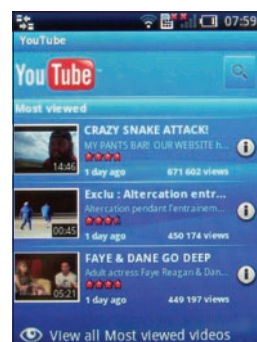 07:59
YouTube
You Tube
Most viewed
CRAZY SNAKE ATTACK!
MY PANTS BAR! OUR WEBSITE h...
14:46
1 day ago 671 602 views
Exclu : Altercation entr...
Altercation pendant l'entrainem...
00:45
1 day ago 450 174 views
FAYE & DANE GO DEEP
Adult actress Faye Reagan & Dan...
05:21
1 day ago 449 197 views
View all Most viewed videos